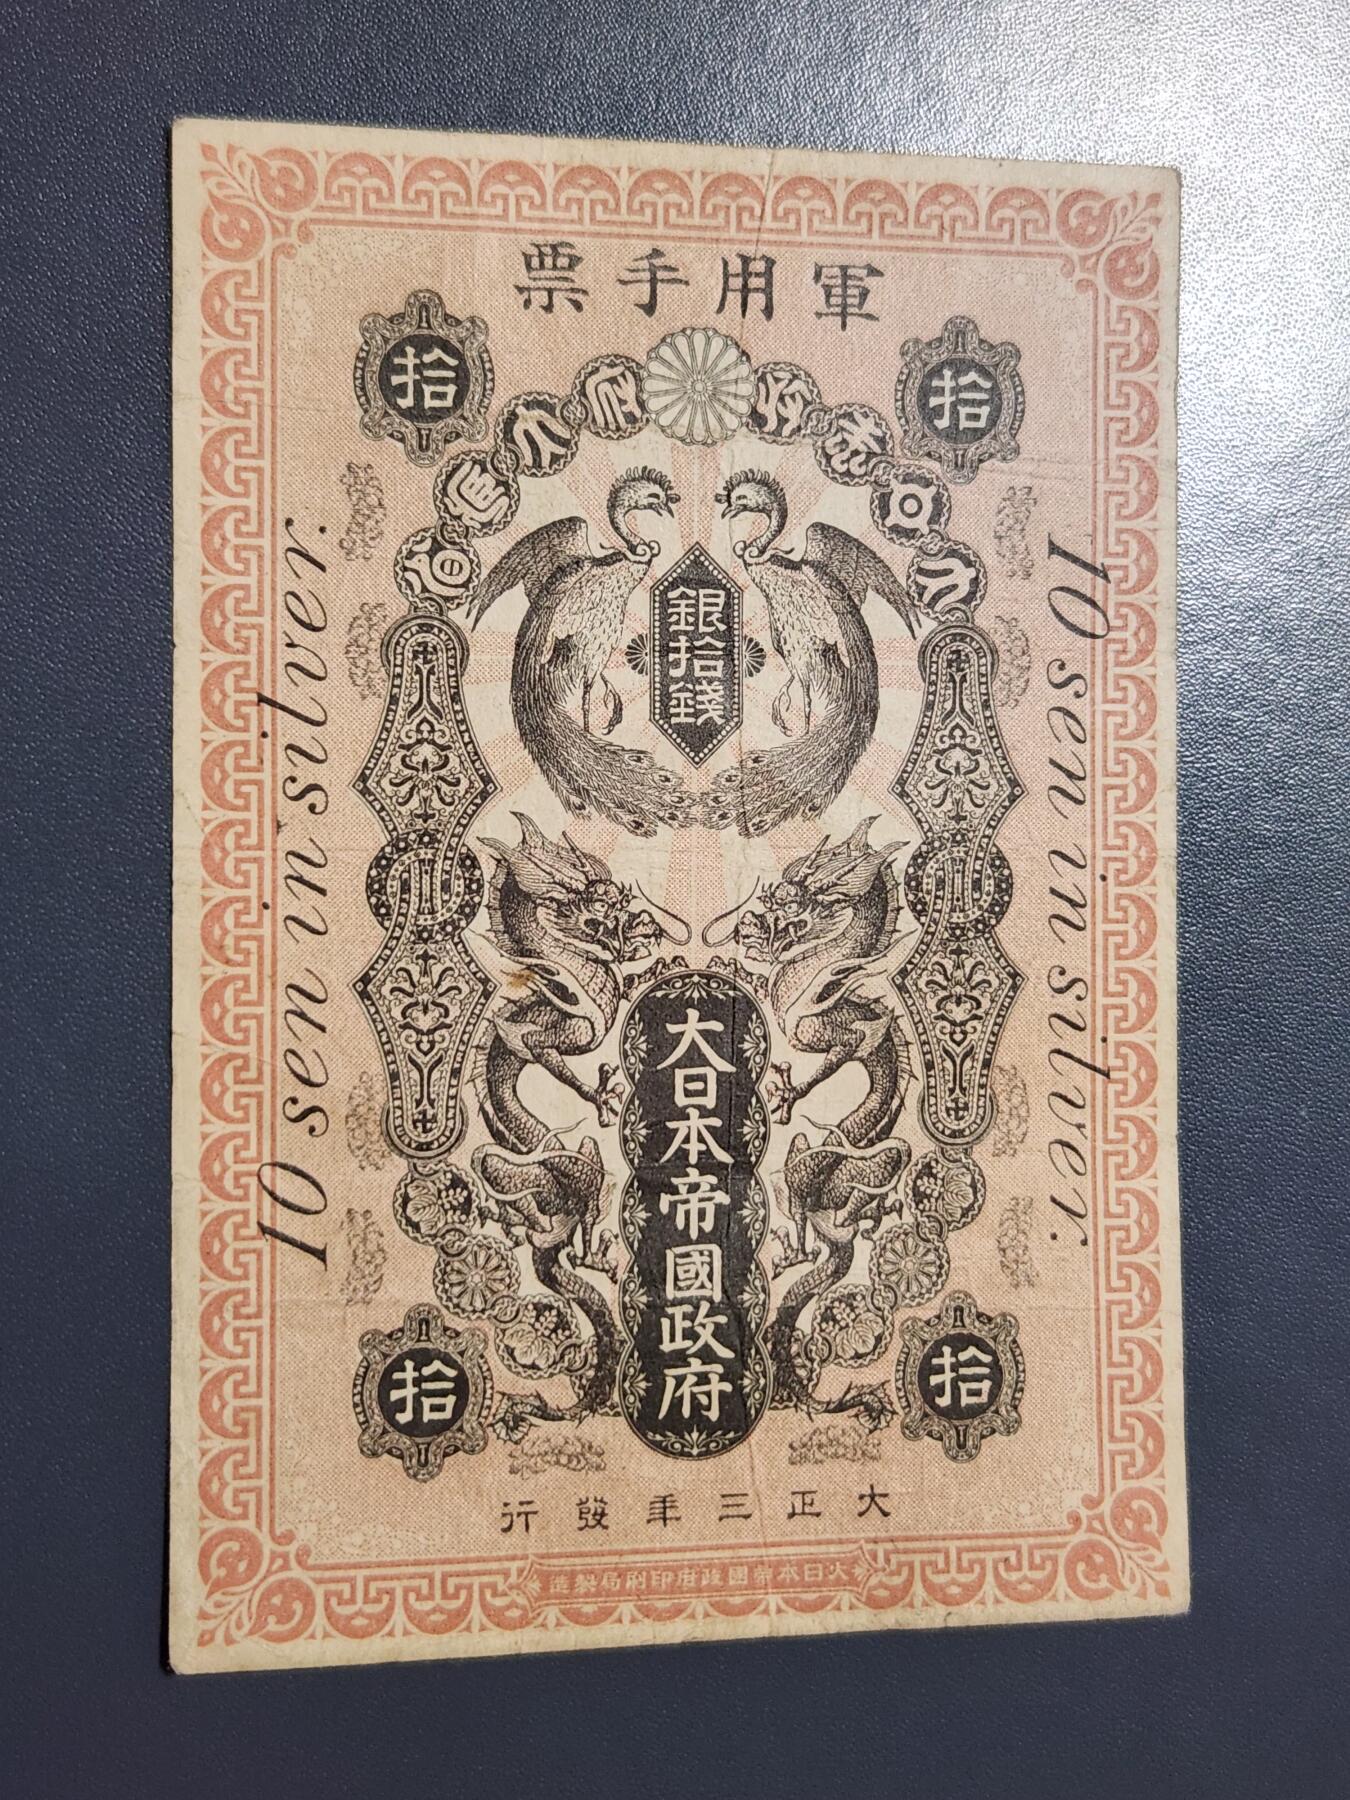 軍用手票
拾
拾
銀拾錢
10 sen in silver.
10 sen in silver.
大日本帝國政府
拾
拾
大正三年發行
大日本帝國政府印刷局製造